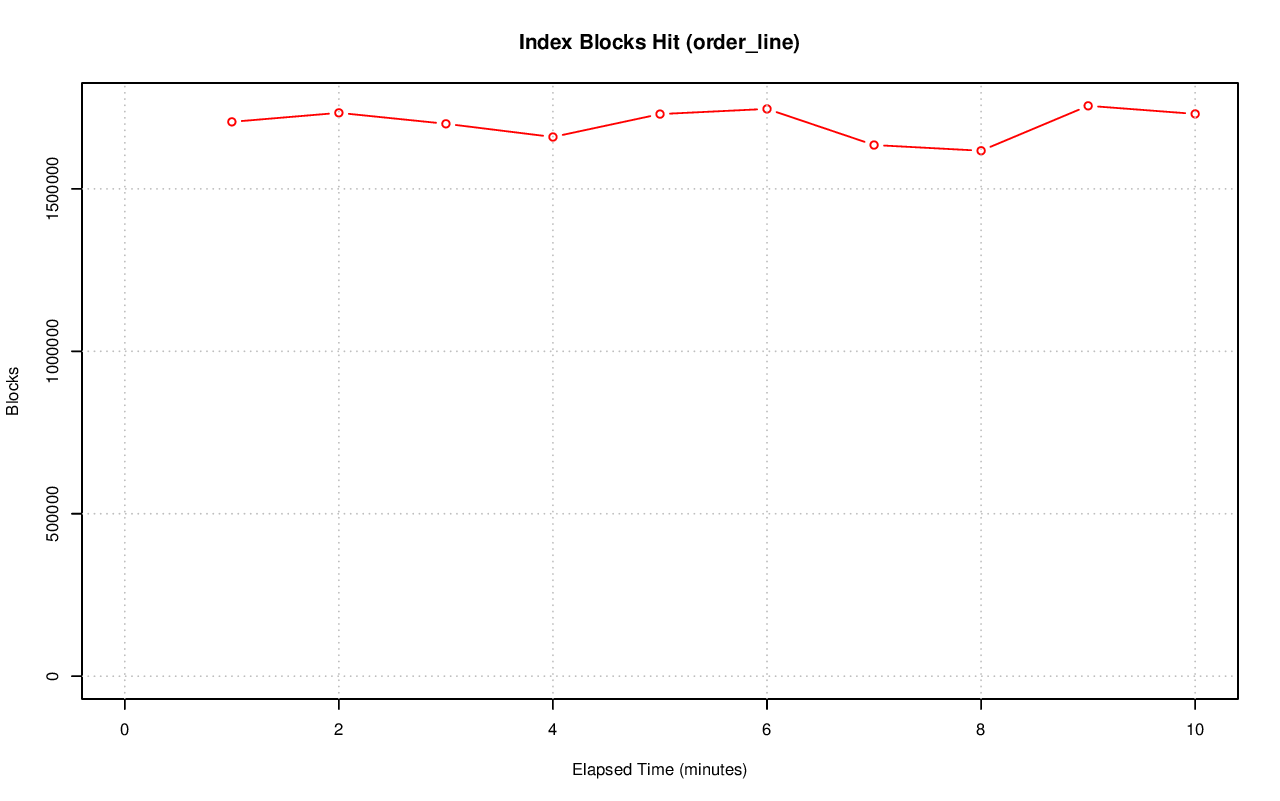 Index Blocks Hit (order_line)
Blocks
1500000
1000000
500000
0
0 2 4 6 8 10
Elapsed Time (minutes)